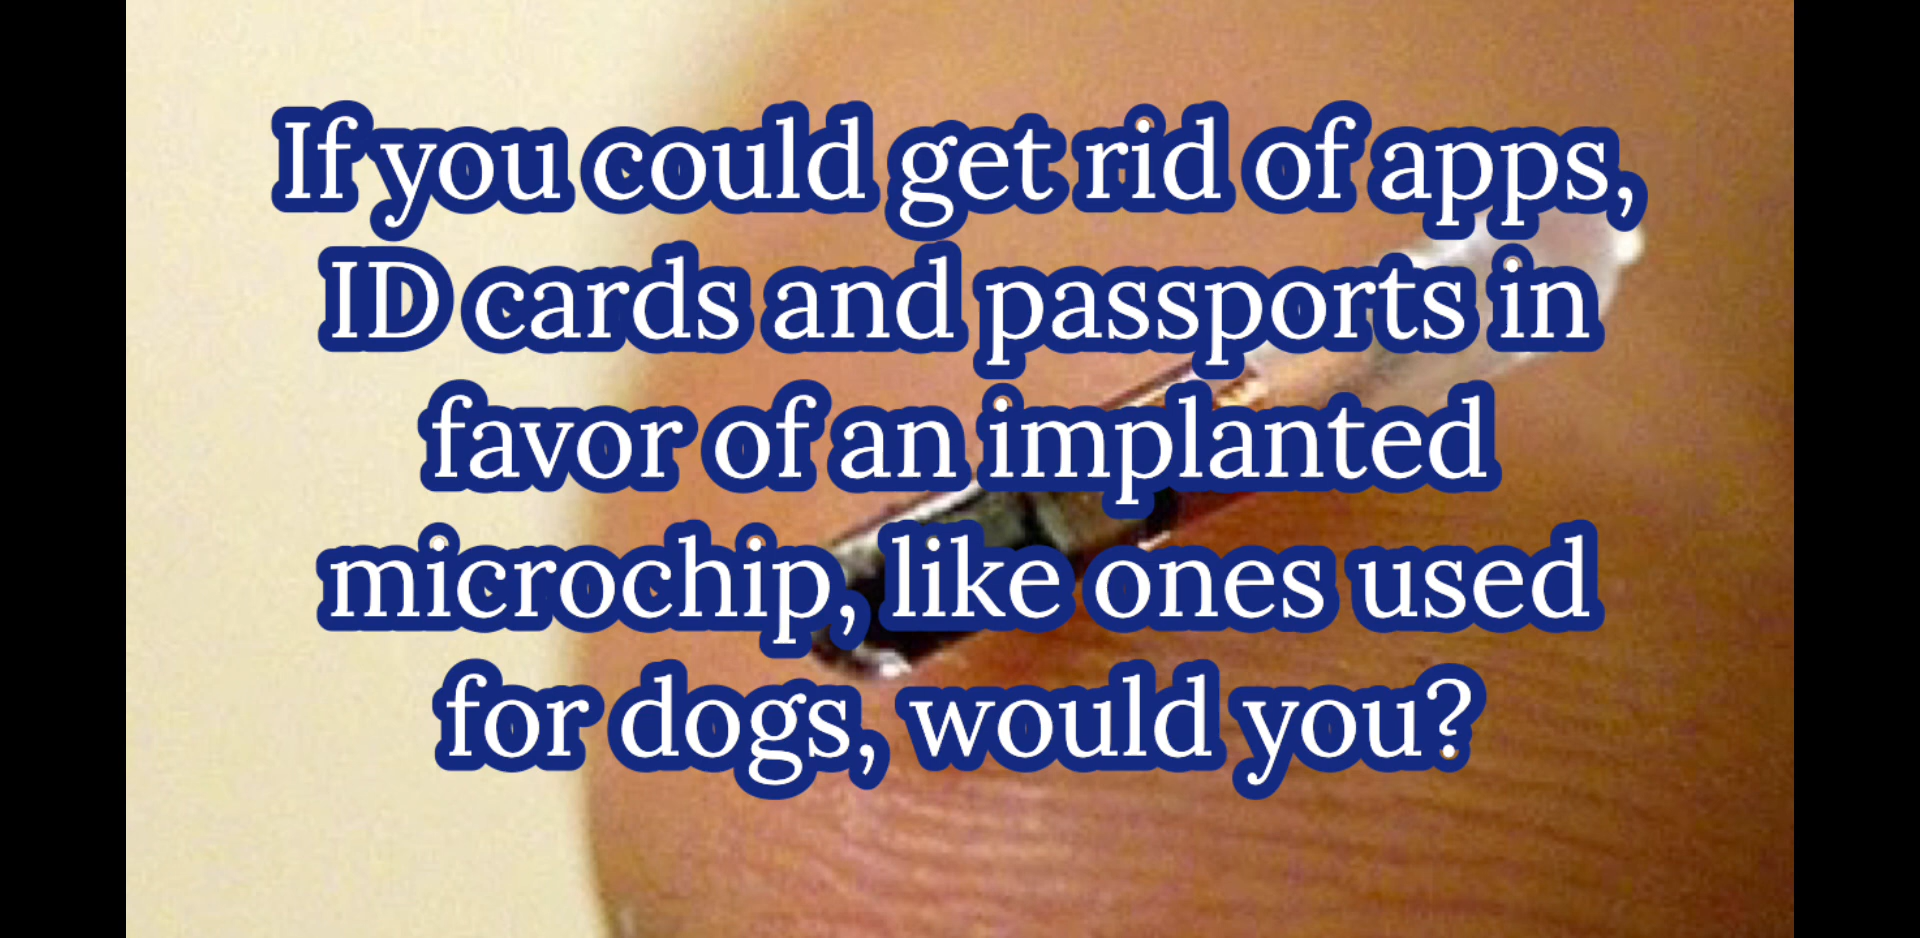 If you could get rid of apps,
ID cards and passports in
favor of an implanted
microchip, like ones used
for dogs, would you?